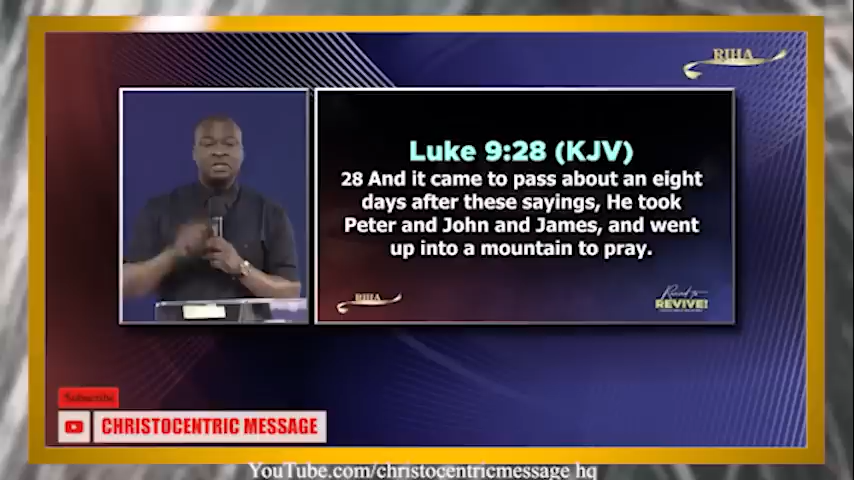 RIHA
Luke 9:28 (KJV)
28 And it came to pass about an eight
days after these sayings, He took
Peter and John and James, and went
up into a mountain to pray.
RIHA
REVIVE!
Subscribe
CHRISTOCENTRIC MESSAGE
YouTube.com/christocentricmessage hq